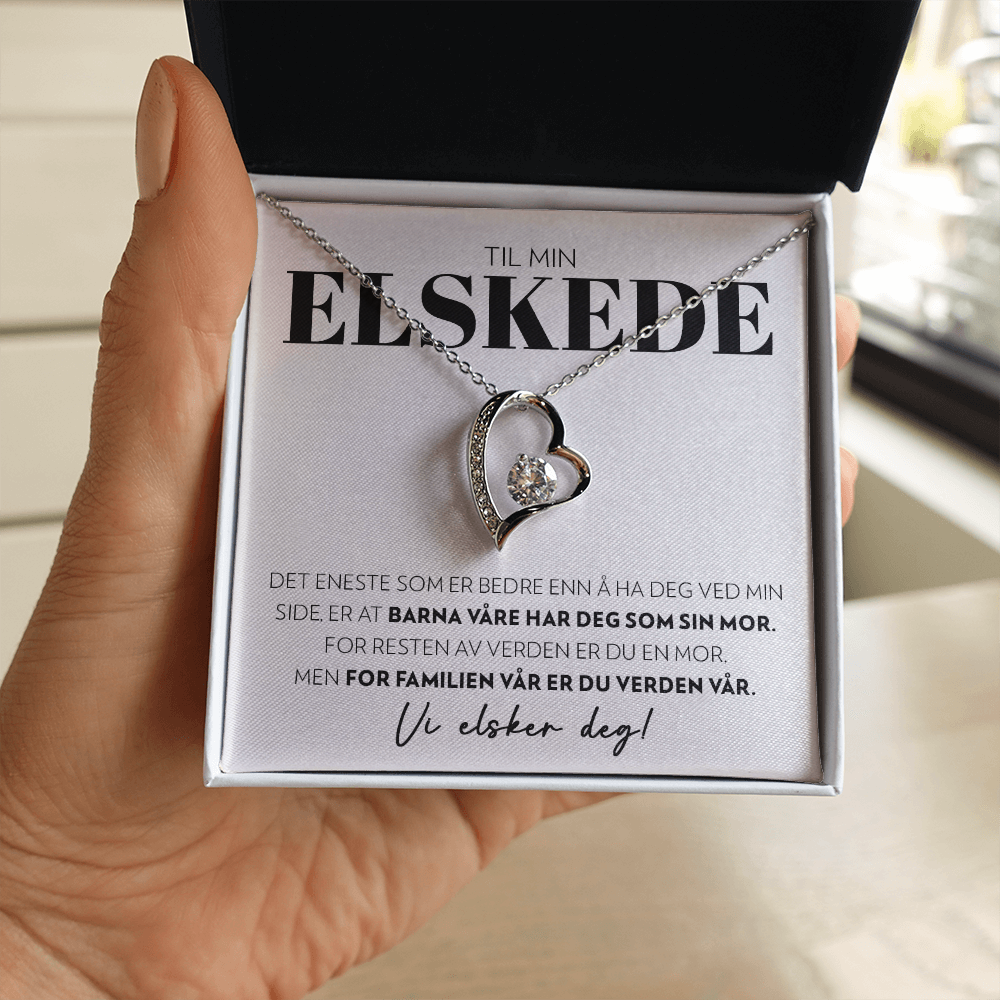 TIL MIN
ELSKEDE
DET ENESTE SOM ER BEDRE ENN Å HA DEG VED MIN
SIDE, ER AT BARNA VÅRE HAR DEG SOM SIN MOR.
FOR RESTEN AV VERDEN ER DU EN MOR.
MEN FOR FAMILIEN VÅR ER DU VERDEN VÅR.
Vi elsker deg!